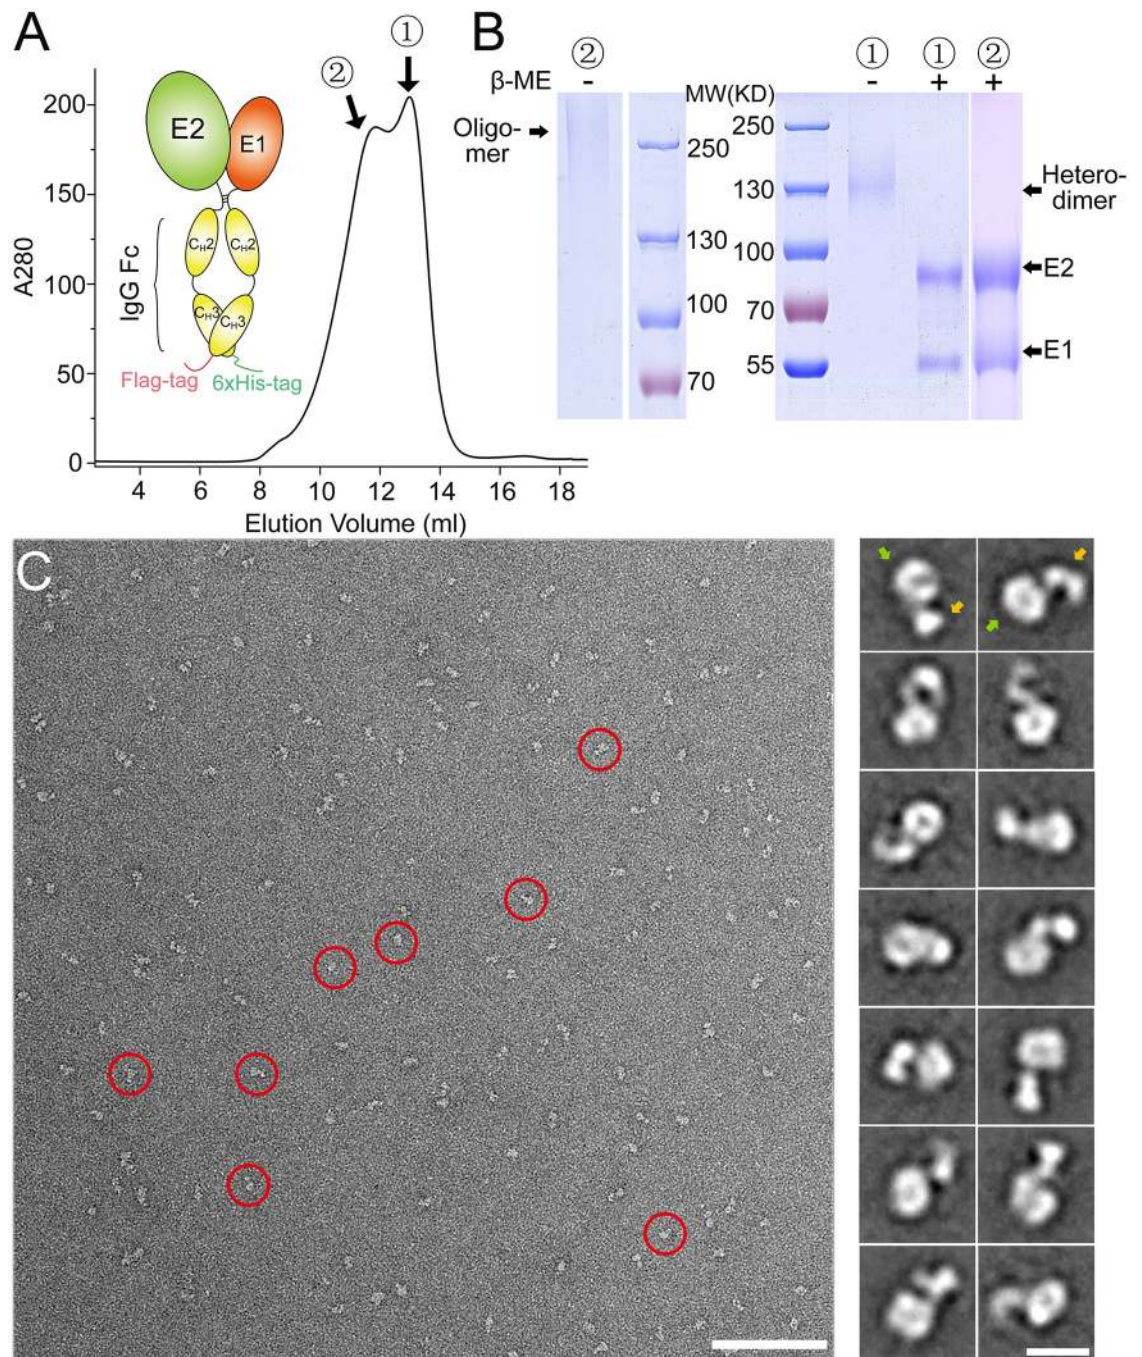 A
200
150
100
50
0
A280
4 6 8 10 12 14 16 18
Elution Volume (ml)
②
①
E2
E1
CH2
CH2
CH3
CH3
IgG Fc
Flag-tag
6xHis-tag
B
② ① ① ②
β-ME - - + +
MW(KD)
Oligo-
mer
250
130
100
70
250
130
100
70
55
Hetero-
dimer
E2
E1
C